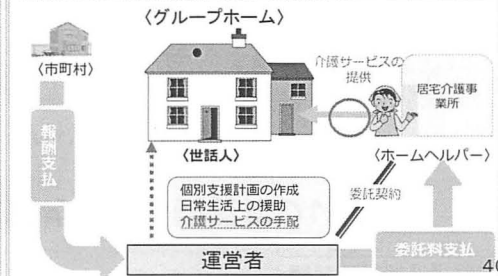 〈グループホーム〉
〈市町村〉
介護サービスの
提供
居宅介護事
業所
報酬支払
〈世話人〉
〈ホームヘルパー〉
個別支援計画の作成
日常生活上の援助
介護サービスの手配
委託契約
運営者
委託料支払